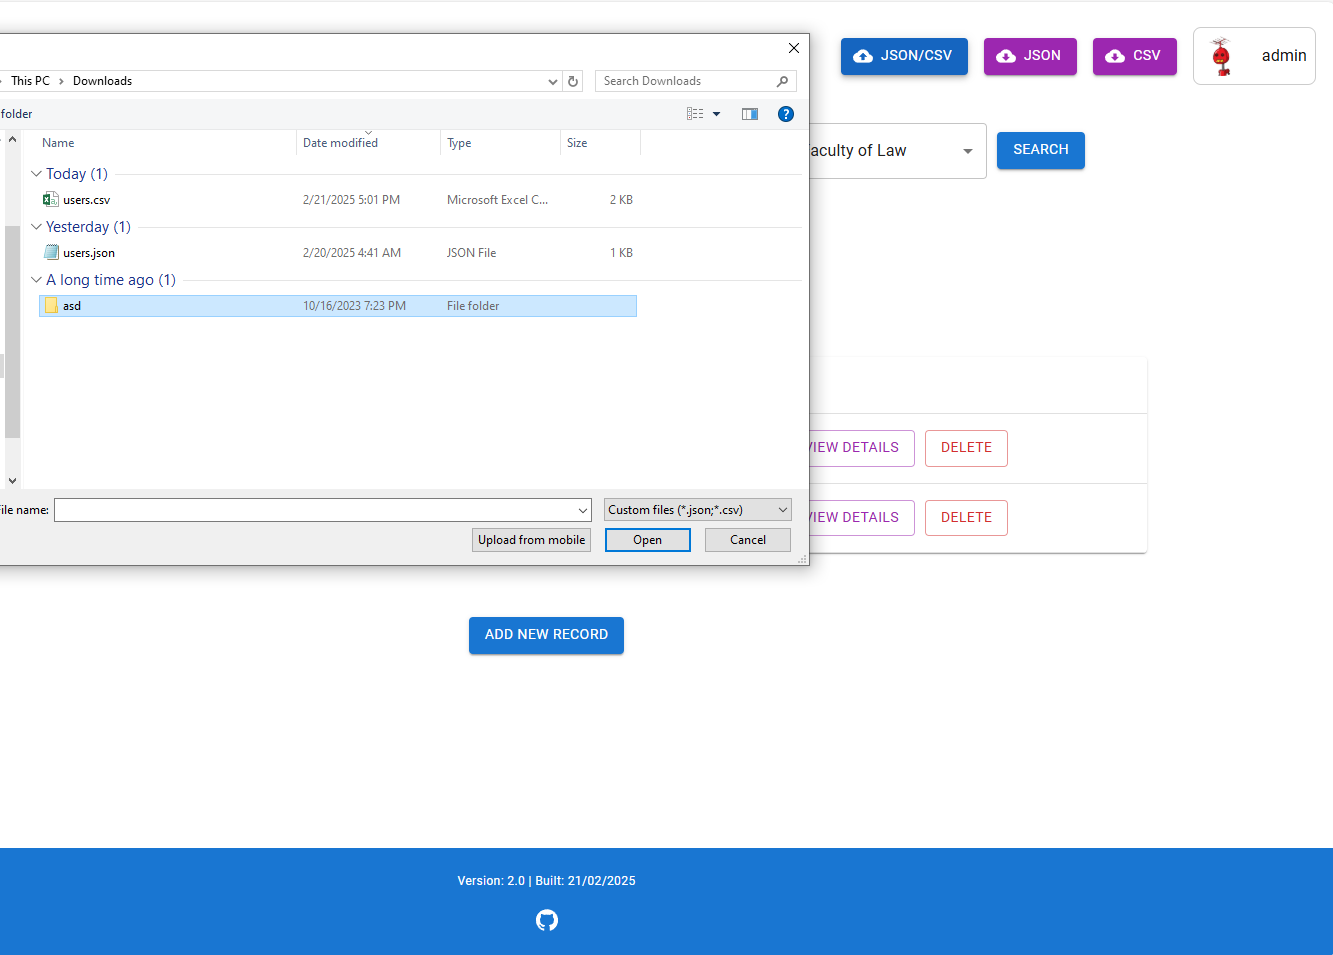 JSON/CSV
JSON
CSV
admin
This PC > Downloads
Search Downloads
folder
?
Name
Date modified
Type
Size
Today (1)
users.csv 2/21/2025 5:01 PM Microsoft Excel C... 2 KB
Yesterday (1)
users.json 2/20/2025 4:41 AM JSON File 1 KB
A long time ago (1)
asd 10/16/2023 7:23 PM File folder
aculty of Law
SEARCH
IEW DETAILS
DELETE
IEW DETAILS
DELETE
ile name:
Custom files (*.json;*.csv)
Upload from mobile
Open
Cancel
ADD NEW RECORD
Version: 2.0 | Built: 21/02/2025